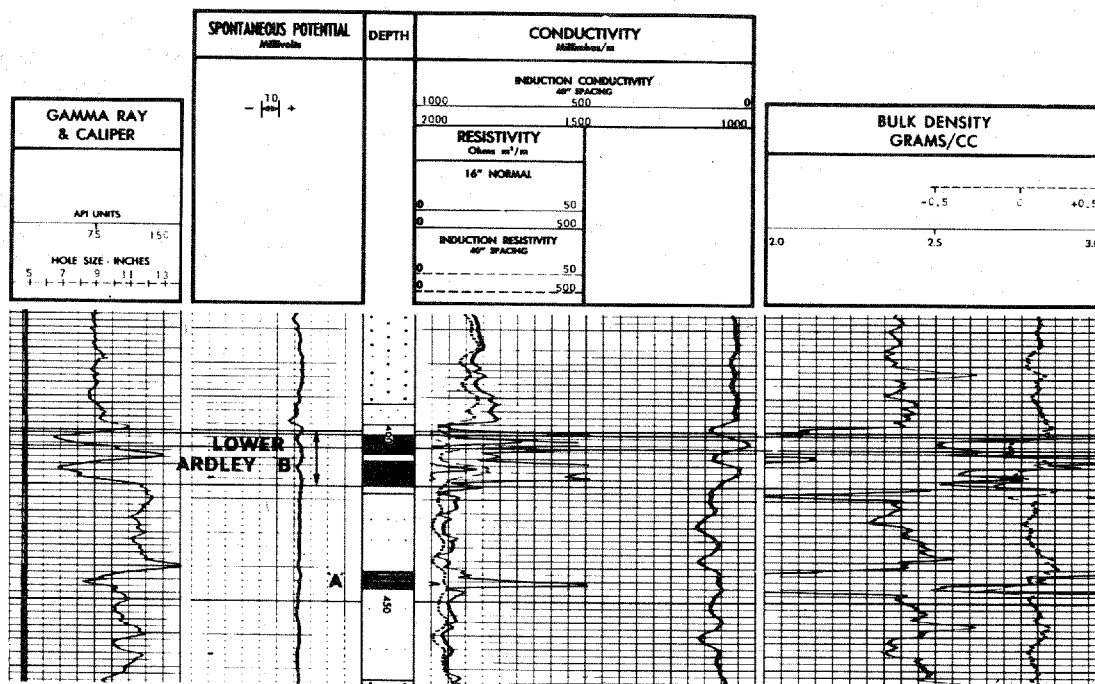 GAMMA RAY
& CALIPER
API UNITS
75 150
HOLE SIZE - INCHES
5 7 9 11 13
SPONTANEOUS POTENTIAL
Millivolts
- 10 +
DEPTH
CONDUCTIVITY
Millimhos/m
INDUCTION CONDUCTIVITY
40" SPACING
1000 500 0
2000 1500 1000
RESISTIVITY
Ohms m²/m
16" NORMAL
0 50
0 500
INDUCTION RESISTIVITY
40" SPACING
0 50
0 500
BULK DENSITY
GRAMS/CC
-0.5 0 +0.5
2.0 2.5 3.0
LOWER
ARDLEY B
A
400
450